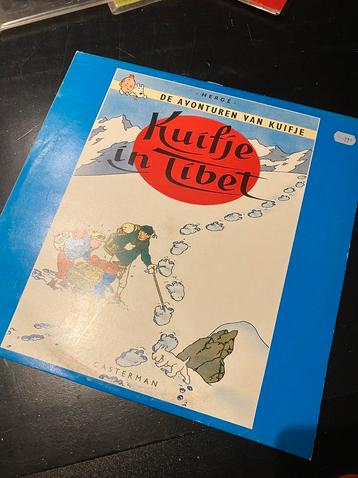 - HERGÉ -
DE AVONTUREN VAN KUIFJE
Kuifje
in Tibet
CASTERMAN